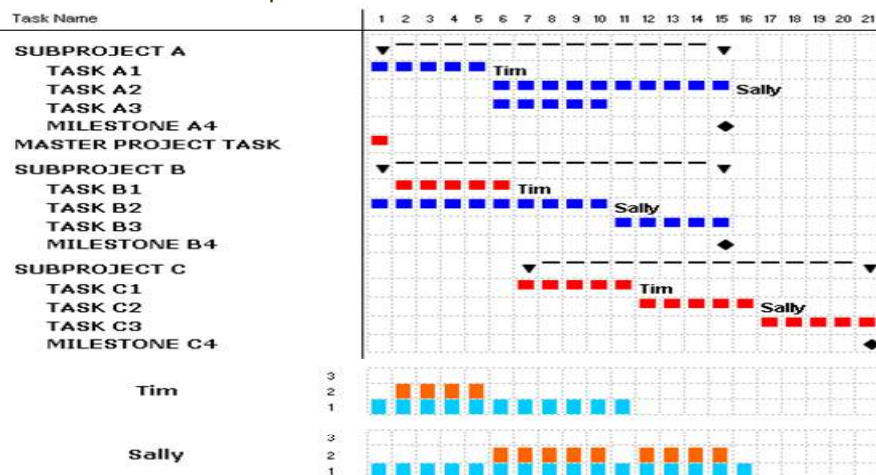 Task Name 1 2 3 4 5 6 7 8 9 10 11 12 13 14 15 16 17 18 19 20 21
SUBPROJECT A
TASK A1 Tim
TASK A2 Sally
TASK A3
MILESTONE A4
MASTER PROJECT TASK
SUBPROJECT B
TASK B1 Tim
TASK B2 Sally
TASK B3
MILESTONE B4
SUBPROJECT C
TASK C1 Tim
TASK C2 Sally
TASK C3
MILESTONE C4
3
Tim 2
1
3
Sally 2
1